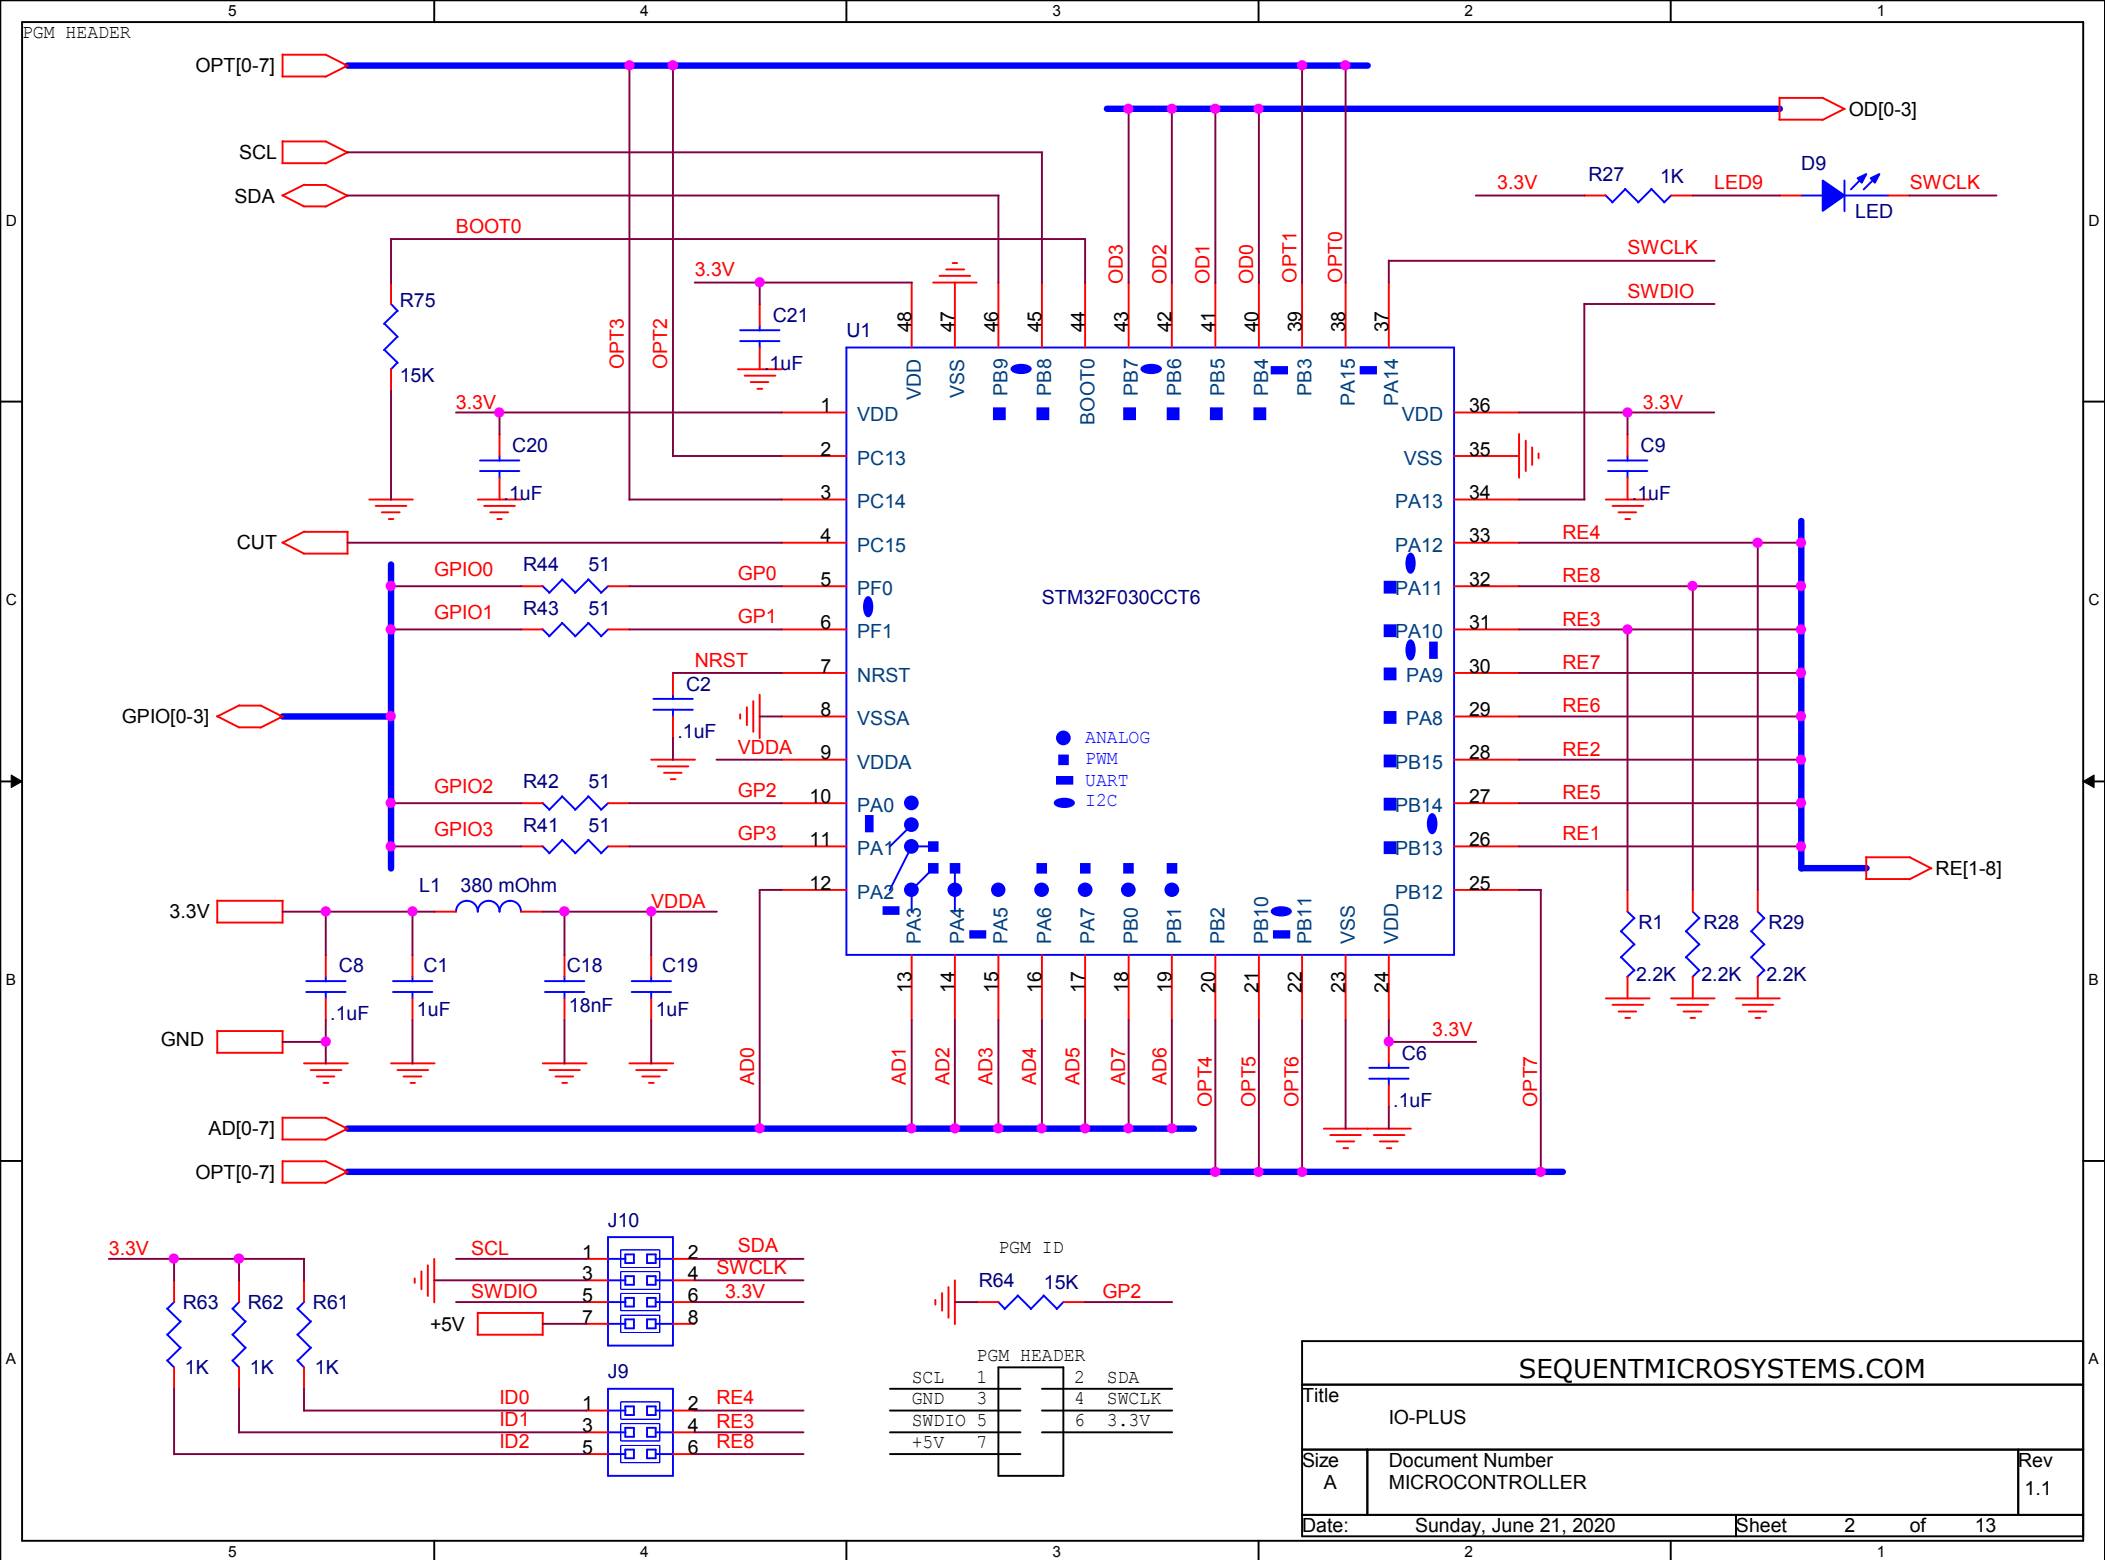 5 4 3 2 1
PGM HEADER
OPT[0-7]
OD[0-3]
SCL
SDA
3.3V R27 1K LED9 D9 LED SWCLK
D D
BOOT0
OD3 OD2 OD1 OD0 OPT1 OPT0
SWCLK
3.3V
SWDIO
R75
15K
OPT3 OPT2
C21
.1uF
U1
48 47 46 45 44 43 42 41 40 39 38 37
VDD VSS PB9 PB8 BOOT0 PB7 PB6 PB5 PB4 PB3 PA15 PA14
3.3V 1 VDD
VDD 36 3.3V
C20
.1uF
2 PC13
VSS 35
C9
.1uF
3 PC14
PA13 34
CUT 4 PC15
PA12 33 RE4
C C
GPIO0 R44 51 GP0 5 PF0
STM32F030CCT6
PA11 32 RE8
GPIO1 R43 51 GP1 6 PF1
PA10 31 RE3
NRST 7 NRST
PA9 30 RE7
C2
.1uF
GPIO[0-3]
8 VSSA
PA8 29 RE6
VDDA 9 VDDA
PB15 28 RE2
ANALOG
PWM
UART
I2C
GPIO2 R42 51 GP2 10 PA0
PB14 27 RE5
GPIO3 R41 51 GP3 11 PA1
PB13 26 RE1
RE[1-8]
12 PA2
PB12 25
3.3V L1 380 mOhm VDDA
PA3 PA4 PA5 PA6 PA7 PB0 PB1 PB2 PB10 PB11 VSS VDD
R1 R28 R29
2.2K 2.2K 2.2K
B B
C8 C1 C18 C19
.1uF 1uF 18nF 1uF
13 14 15 16 17 18 19 20 21 22 23 24
GND
3.3V
C6
.1uF
AD0 AD1 AD2 AD3 AD4 AD5 AD7 AD6 OPT4 OPT5 OPT6 OPT7
AD[0-7]
OPT[0-7]
J10
3.3V
SCL 1 2 SDA
3 4 SWCLK
SWDIO 5 6 3.3V
+5V 7 8
R63 R62 R61
1K 1K 1K
PGM ID
R64 15K GP2
A A
J9
ID0 1 2 RE4
ID1 3 4 RE3
ID2 5 6 RE8
PGM HEADER
SCL 1 2 SDA
GND 3 4 SWCLK
SWDIO 5 6 3.3V
+5V 7
SEQUENTMICROSYSTEMS.COM
Title
IO-PLUS
Size Document Number Rev
A MICROCONTROLLER 1.1
Date: Sunday, June 21, 2020 Sheet 2 of 13
5 4 3 2 1